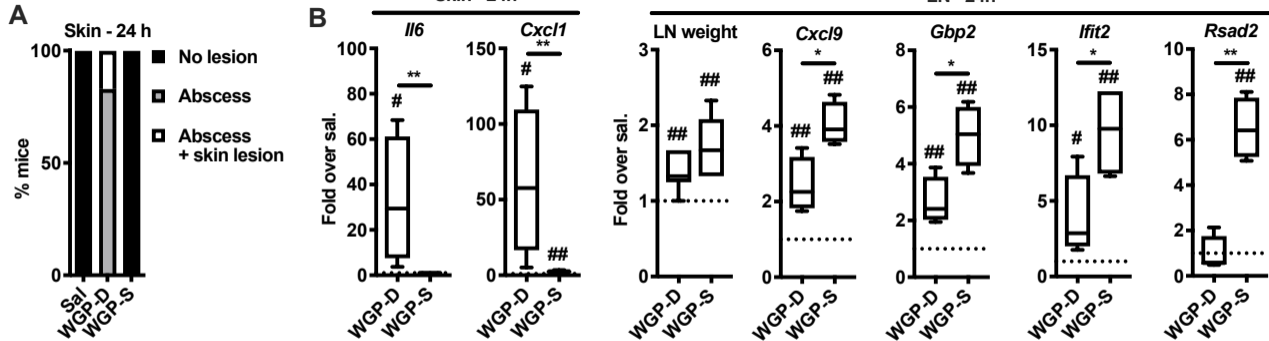 A
B
Skin - 24 h
100
50
0
% mice
Sal
WGP-D
WGP-S
No lesion
Abscess
Abscess
+ skin lesion
Il6
Fold over sal.
100
80
60
40
20
0
#
**
WGP-D
WGP-S
Cxcl1
150
100
50
0
**
#
##
WGP-D
WGP-S
LN weight
Fold over sal.
3
2
1
0
##
##
WGP-D
WGP-S
Cxcl9
6
4
2
0
*
##
##
WGP-D
WGP-S
Gbp2
8
6
4
2
0
*
##
##
WGP-D
WGP-S
Ifit2
15
10
5
0
*
#
##
WGP-D
WGP-S
Rsad2
10
8
6
4
2
0
**
##
WGP-D
WGP-S